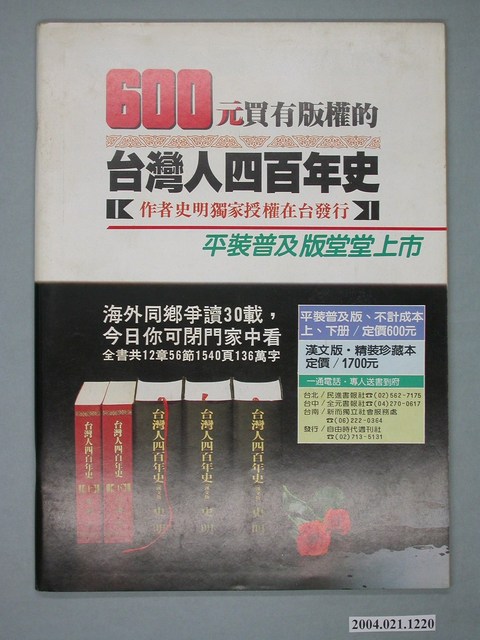 600元買有版權的
台灣人四百年史
作者史明獨家授權在台發行
平裝普及版堂堂上市
海外同鄉爭讀30載，
今日你可閉門家中看
全書共12章56節1540頁136萬字
平裝普及版、不計成本
上、下册/定價600元
漢文版・精裝珍藏本
定價/1700元
一通電話・專人送書到府
台北/民進書報社☎(02)562-7175
台中/全元書報社☎(04)270-0617
台南/新而獨立社會服務處
☎(06)222-0364
發行/自由時代週刊社
☎(02)713-5131
台灣人四百年史
台灣人四百年史
台灣人四百年史
史明
台灣人四百年史
史明
台灣人四百年史
史明
2004.021.1220